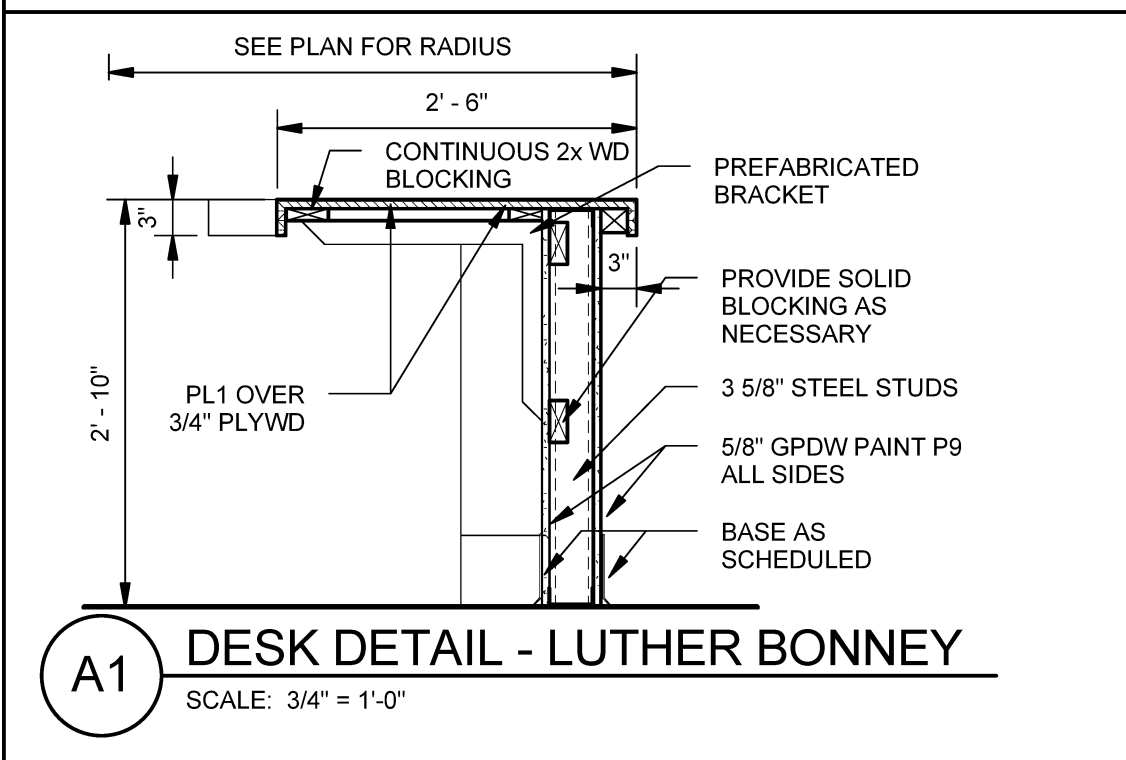 SEE PLAN FOR RADIUS
2' - 6"
CONTINUOUS 2x WD
BLOCKING
PREFABRICATED
BRACKET
3"
3"
PROVIDE SOLID
BLOCKING AS
NECESSARY
2' - 10"
PL1 OVER
3/4" PLYWD
3 5/8" STEEL STUDS
5/8" GPDW PAINT P9
ALL SIDES
BASE AS
SCHEDULED
A1
DESK DETAIL - LUTHER BONNEY
SCALE: 3/4" = 1'-0"